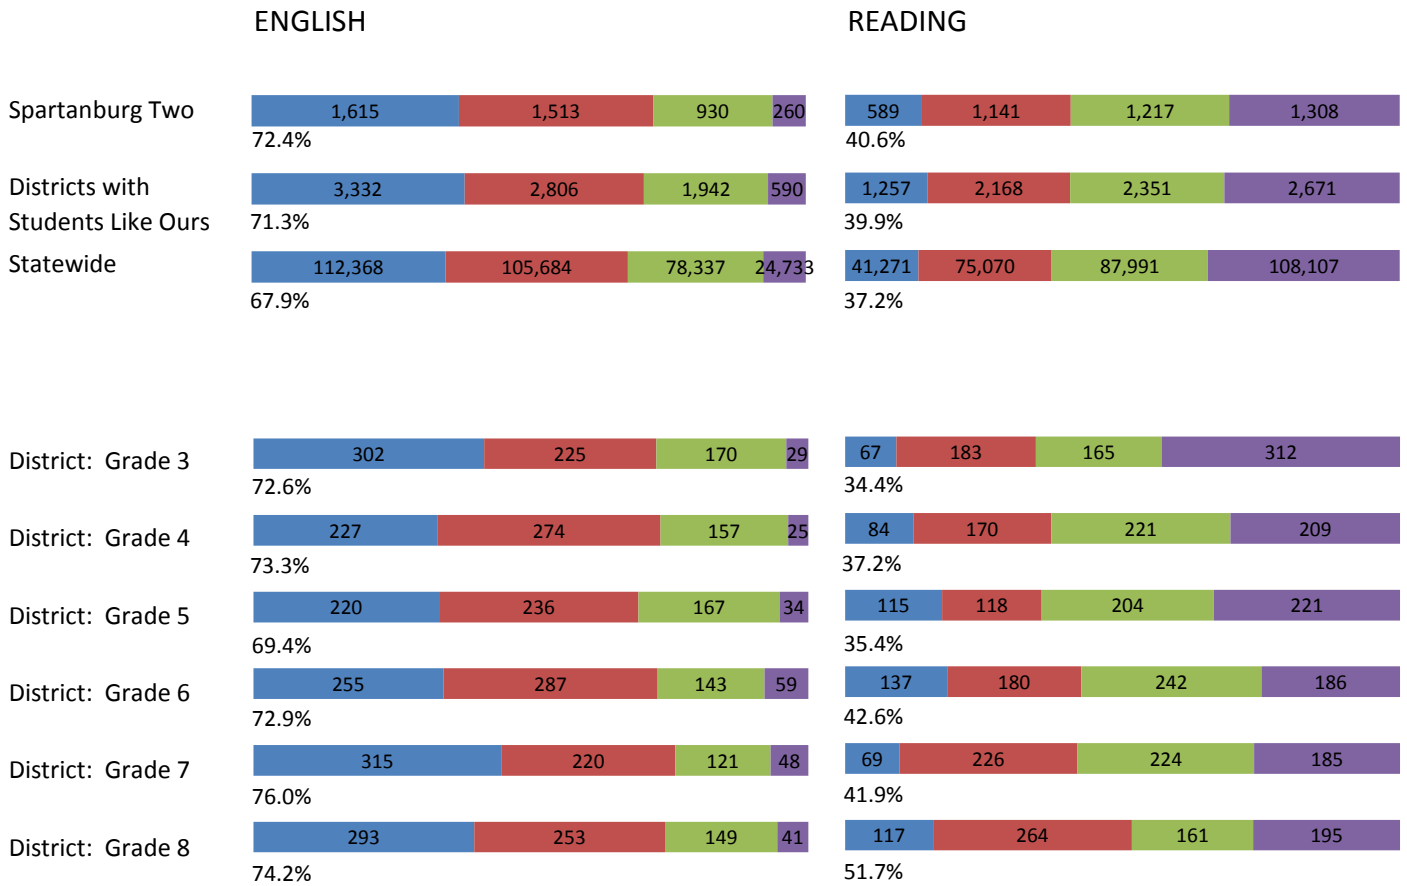 ENGLISH READING
Spartanburg Two 1,615 1,513 930 260 589 1,141 1,217 1,308
72.4% 40.6%
Districts with 3,332 2,806 1,942 590 1,257 2,168 2,351 2,671
Students Like Ours 71.3% 39.9%
Statewide 112,368 105,684 78,337 24,733 41,271 75,070 87,991 108,107
67.9% 37.2%
District: Grade 3 302 225 170 29 67 183 165 312
72.6% 34.4%
District: Grade 4 227 274 157 25 84 170 221 209
73.3% 37.2%
District: Grade 5 220 236 167 34 115 118 204 221
69.4% 35.4%
District: Grade 6 255 287 143 59 137 180 242 186
72.9% 42.6%
District: Grade 7 315 220 121 48 69 226 224 185
76.0% 41.9%
District: Grade 8 293 253 149 41 117 264 161 195
74.2% 51.7%